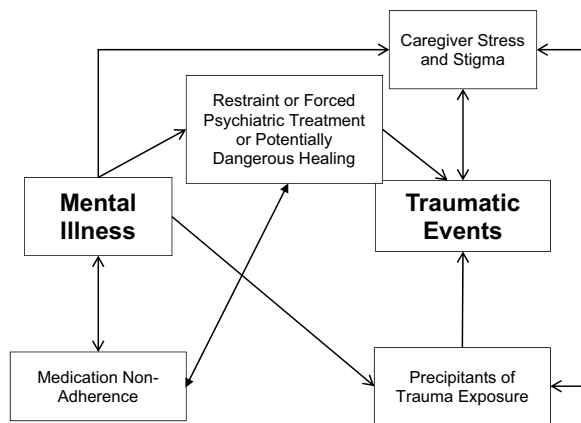 Caregiver Stress
and Stigma
Restraint or Forced
Psychiatric Treatment
or Potentially
Dangerous Healing
Mental
Illness
Traumatic
Events
Medication Non-
Adherence
Precipitants of
Trauma Exposure